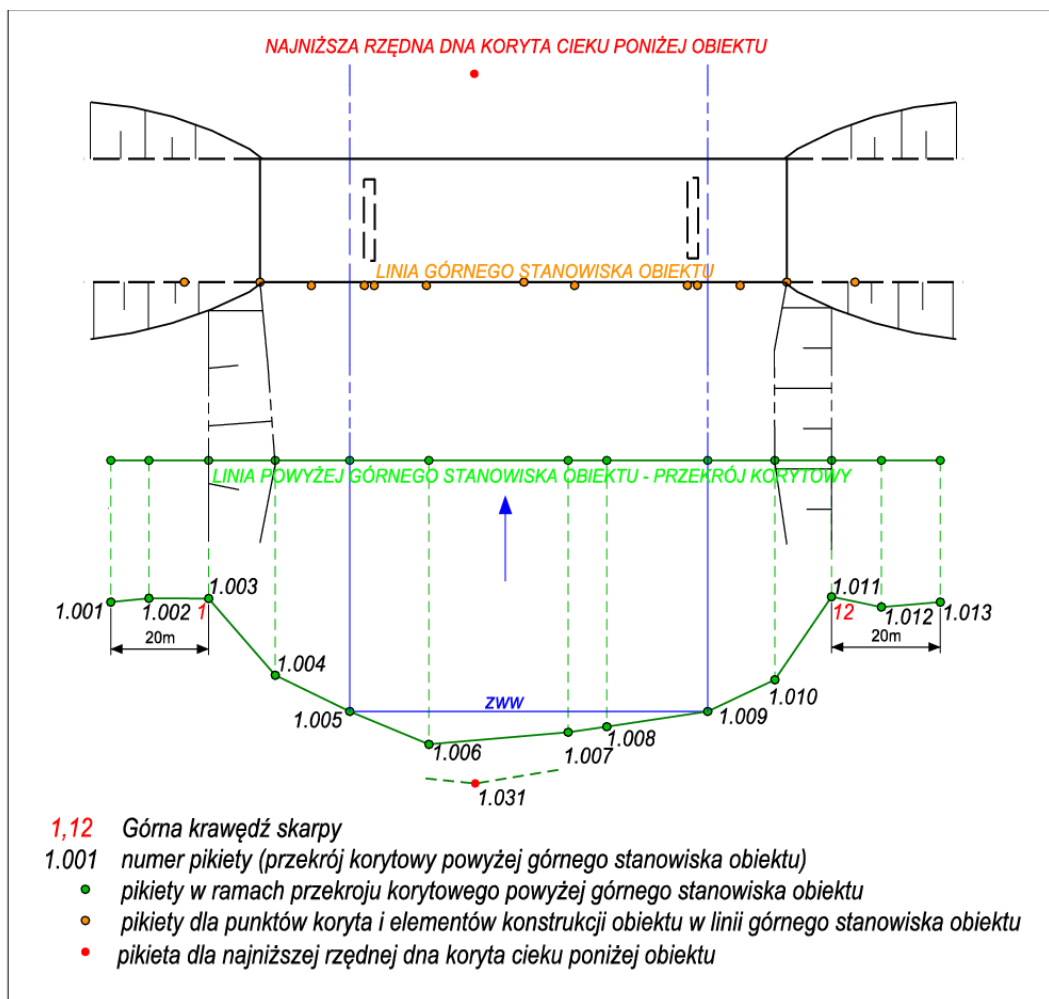 NAJNIŻSZA RZĘDNA DNA KORYTA CIEKU PONIŻEJ OBIEKTU
LINIA GÓRNEGO STANOWISKA OBIEKTU
LINIA POWYŻEJ GÓRNEGO STANOWISKA OBIEKTU - PRZEKRÓJ KORYTOWY
1.001
1.002
1
1.003
1.011
12
1.012
1.013
20m
20m
1.004
1.010
1.005
ZWW
1.009
1.006
1.007
1.008
1.031
1,12 Górna krawędź skarpy
1.001 numer pikiety (przekrój korytowy powyżej górnego stanowiska obiektu)
pikiety w ramach przekroju korytowego powyżej górnego stanowiska obiektu
pikiety dla punktów koryta i elementów konstrukcji obiektu w linii górnego stanowiska obiektu
pikieta dla najniższej rzędnej dna koryta cieku poniżej obiektu